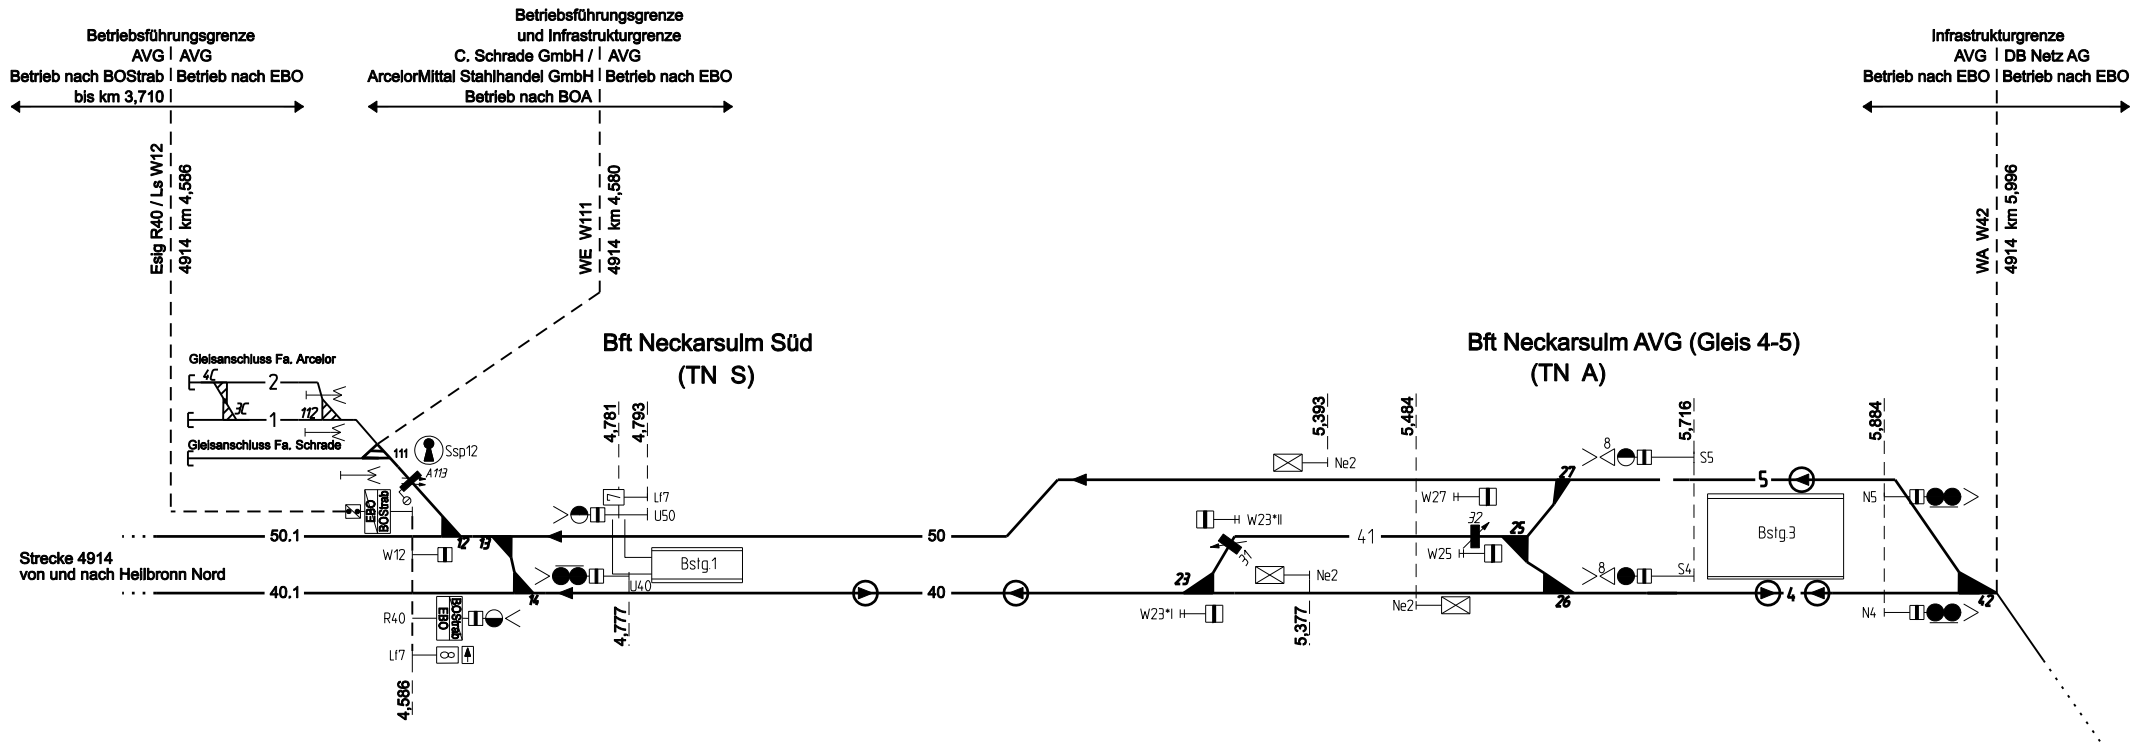 Betriebsführungsgrenze
AVG AVG
Betrieb nach BOStrab Betrieb nach EBO
bis km 3,710
Esig R40 / Ls W12
4914 km 4,586
Betriebsführungsgrenze
und Infrastrukturgrenze
C. Schrade GmbH / AVG
ArcelorMittal Stahlhandel GmbH Betrieb nach EBO
Betrieb nach BOA
WE W111
4914 km 4,580
Infrastrukturgrenze
AVG DB Netz AG
Betrieb nach EBO Betrieb nach EBO
WA W42
4914 km 5,996
Bft Neckarsulm Süd
(TN S)
Bft Neckarsulm AVG (Gleis 4-5)
(TN A)
Gleisanschluss Fa. Arcelor
4C
2
3C
1
112
Gleisanschluss Fa. Schrade
111
Ssp12
A113
EBO
BOStrab
50.1
12
13
W12
Strecke 4914
von und nach Heilbronn Nord
40.1
14
R40
BOStrab
EBO
Lf7
8
4,586
4,781
4,793
7
Lf7
U50
Bstg.1
U40
4,777
50
40
5,393
Ne2
5,484
W23*II
31
41
23
W23*I
Ne2
5,377
W27
32
25
W25
Ne2
27
26
8
S5
5,716
8
S4
5
Bstg.3
4
5,884
N5
N4
42